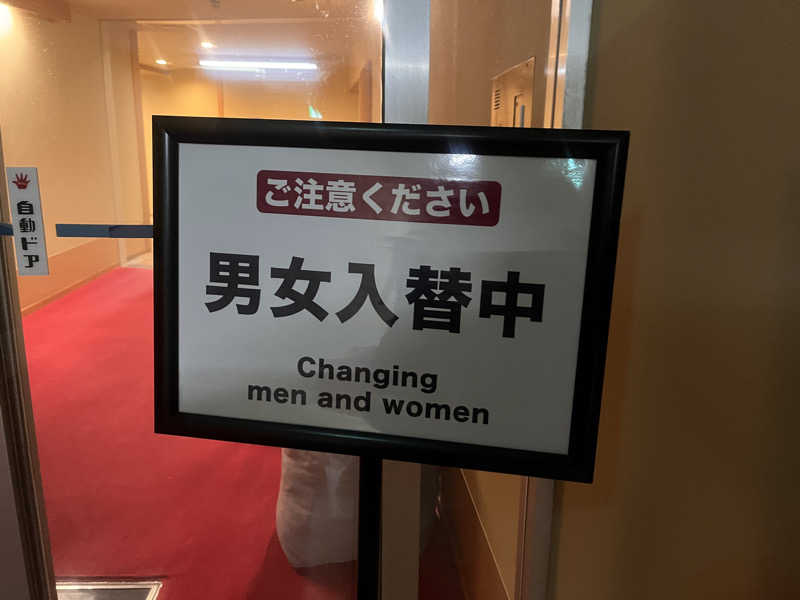 ご注意ください
男女入替中
Changing
men and women
自動ドア